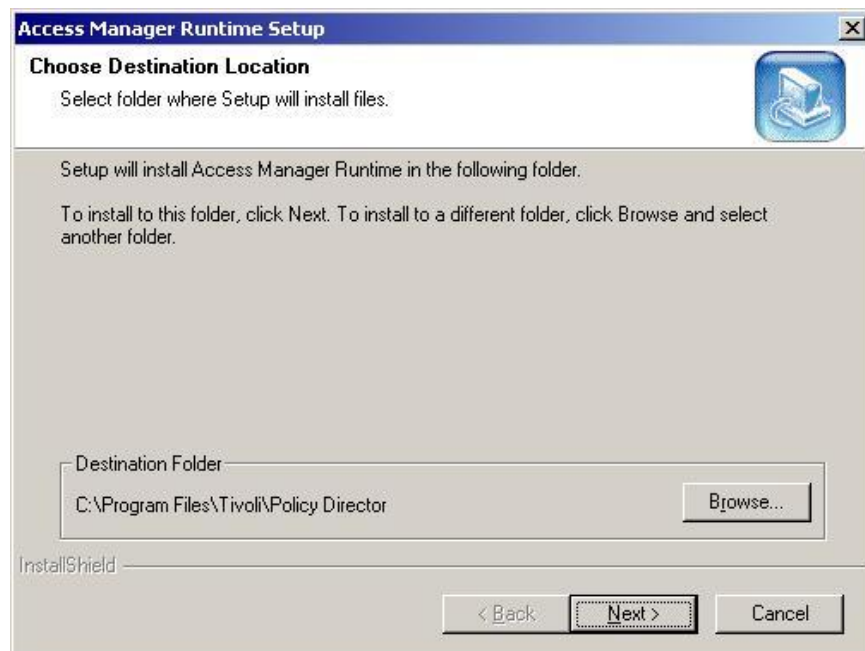 Access Manager Runtime Setup
Choose Destination Location
Select folder where Setup will install files.
Setup will install Access Manager Runtime in the following folder.
To install to this folder, click Next. To install to a different folder, click Browse and select
another folder.
Destination Folder
C:\Program Files\Tivoli\Policy Director
Browse...
InstallShield
< Back
Next >
Cancel